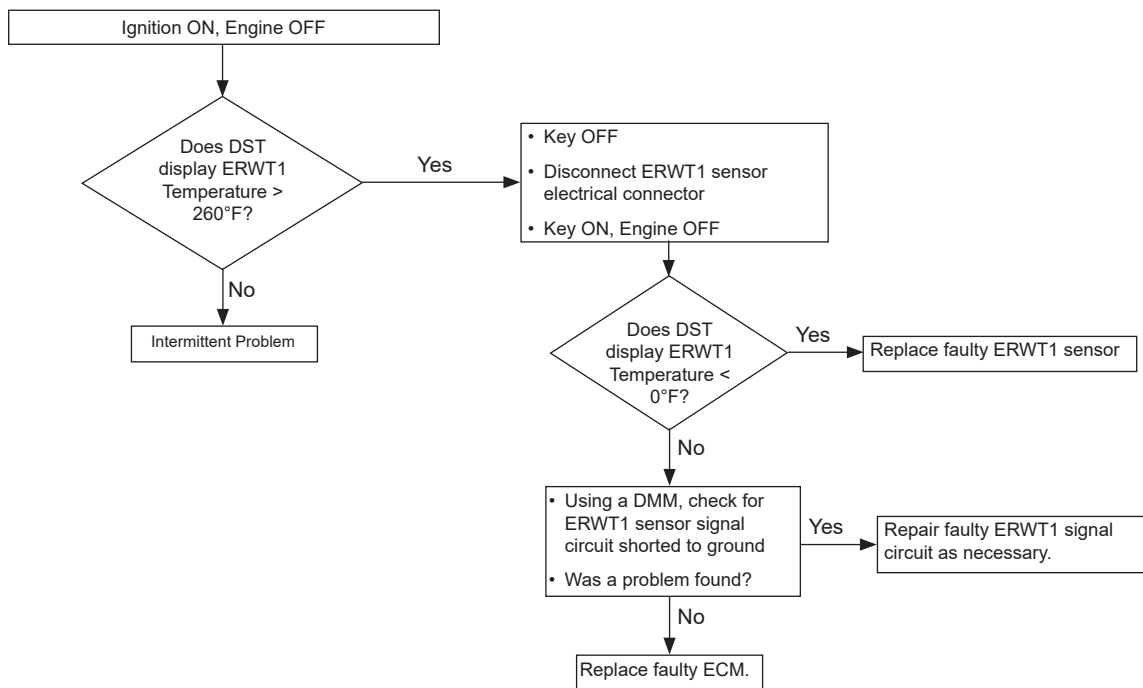 Ignition ON, Engine OFF
Does DST
display ERWT1
Temperature >
260°F?
Yes
• Key OFF
• Disconnect ERWT1 sensor
electrical connector
• Key ON, Engine OFF
No
Intermittent Problem
Does DST
display ERWT1
Temperature <
0°F?
Yes
Replace faulty ERWT1 sensor
No
• Using a DMM, check for
ERWT1 sensor signal
circuit shorted to ground
• Was a problem found?
Yes
Repair faulty ERWT1 signal
circuit as necessary.
No
Replace faulty ECM.